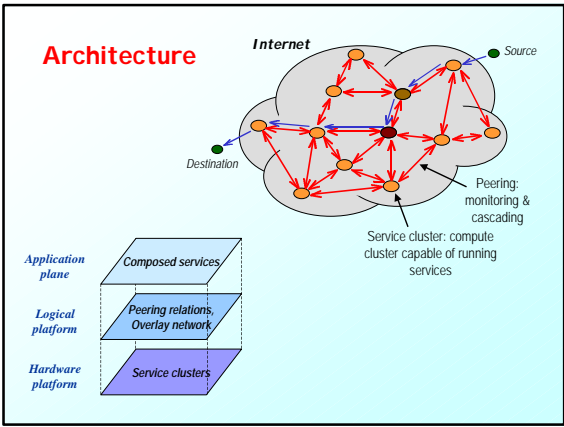 Architecture
Internet
Source
Destination
Peering:
monitoring &
cascading
Service cluster: compute
cluster capable of running
services
Application
plane
Composed services
Logical
platform
Peering relations,
Overlay network
Hardware
platform
Service clusters